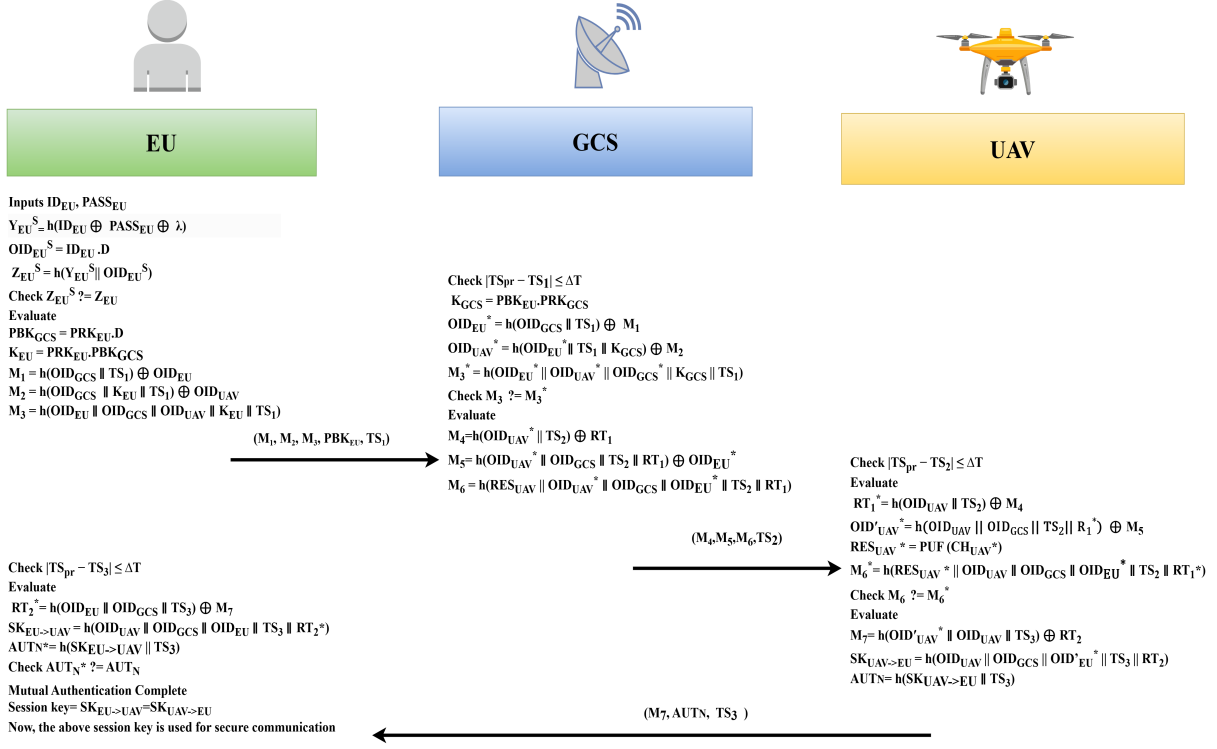 EU
GCS
UAV
Inputs ID_EU, PASS_EU
Y_EU^S = h(ID_EU ⊕ PASS_EU ⊕ λ)
OID_EU^S = ID_EU .D
Z_EU^S = h(Y_EU^S || OID_EU^S)
Check Z_EU^S ?= Z_EU
Evaluate
PBK_GCS = PRK_EU.D
K_EU = PRK_EU.PBK_GCS
M_1 = h(OID_GCS || TS_1) ⊕ OID_EU
M_2 = h(OID_GCS || K_EU || TS_1) ⊕ OID_UAV
M_3 = h(OID_EU || OID_GCS || OID_UAV || K_EU || TS_1)
(M_1, M_2, M_3, PBK_EU, TS_1)
Check |TS_pr − TS_1| ≤ ΔT
K_GCS = PBK_EU.PRK_GCS
OID_EU^* = h(OID_GCS || TS_1) ⊕ M_1
OID_UAV^* = h(OID_EU^* || TS_1 || K_GCS) ⊕ M_2
M_3^* = h(OID_EU^* || OID_UAV^* || OID_GCS^* || K_GCS || TS_1)
Check M_3 ?= M_3^*
Evaluate
M_4=h(OID_UAV^* || TS_2) ⊕ RT_1
M_5= h(OID_UAV^* || OID_GCS || TS_2 || RT_1) ⊕ OID_EU^*
M_6 = h(RES_UAV || OID_UAV^* || OID_GCS || OID_EU^* || TS_2 || RT_1)
(M_4,M_5,M_6,TS_2)
Check |TS_pr − TS_2| ≤ ΔT
Evaluate
RT_1^*= h(OID_UAV || TS_2) ⊕ M_4
OID'_UAV^*= h(OID_UAV || OID_GCS || TS_2 || R_1^*) ⊕ M_5
RES_UAV * = PUF (CH_UAV*)
M_6^*= h(RES_UAV * || OID_UAV || OID_GCS || OID_EU^* || TS_2 || RT_1*)
Check M_6 ?= M_6^*
Evaluate
M_7= h(OID'_UAV^* || OID_UAV || TS_3) ⊕ RT_2
SK_UAV->EU = h(OID_UAV || OID_GCS || OID'_EU^* || TS_3 || RT_2)
AUT_N= h(SK_UAV->EU || TS_3)
(M_7, AUT_N, TS_3 )
Check |TS_pr − TS_3| ≤ ΔT
Evaluate
RT_2^*= h(OID_EU || OID_GCS || TS_3) ⊕ M_7
SK_EU->UAV = h(OID_UAV || OID_GCS || OID_EU || TS_3 || RT_2*)
AUT_N*= h(SK_EU->UAV || TS_3)
Check AUT_N* ?= AUT_N
Mutual Authentication Complete
Session key= SK_EU->UAV=SK_UAV->EU
Now, the above session key is used for secure communication